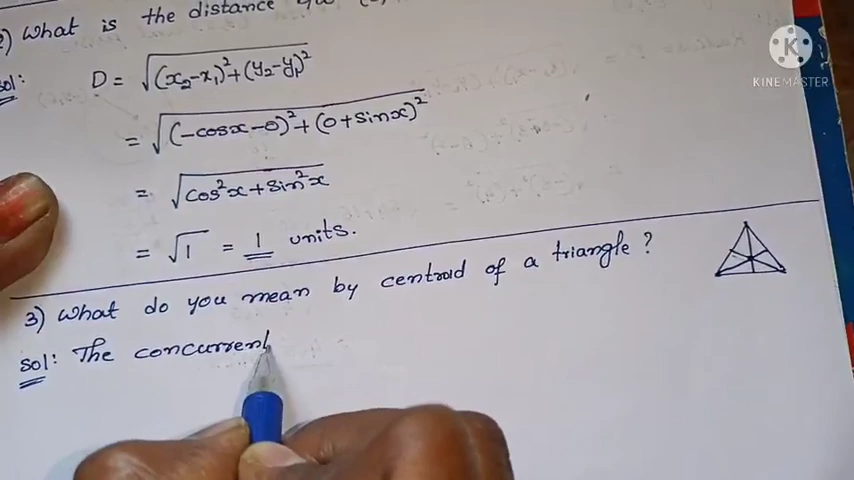 2) What is the distance
KINEMASTER
Sol:
D = √(x₂-x₁)²+(y₂-y₁)²
= √(-cosx-0)²+(0+sinx)²
= √cos²x+sin²x
= √1 = 1 units.
3) What do you mean by centroid of a triangle ?
Sol: The concurrent